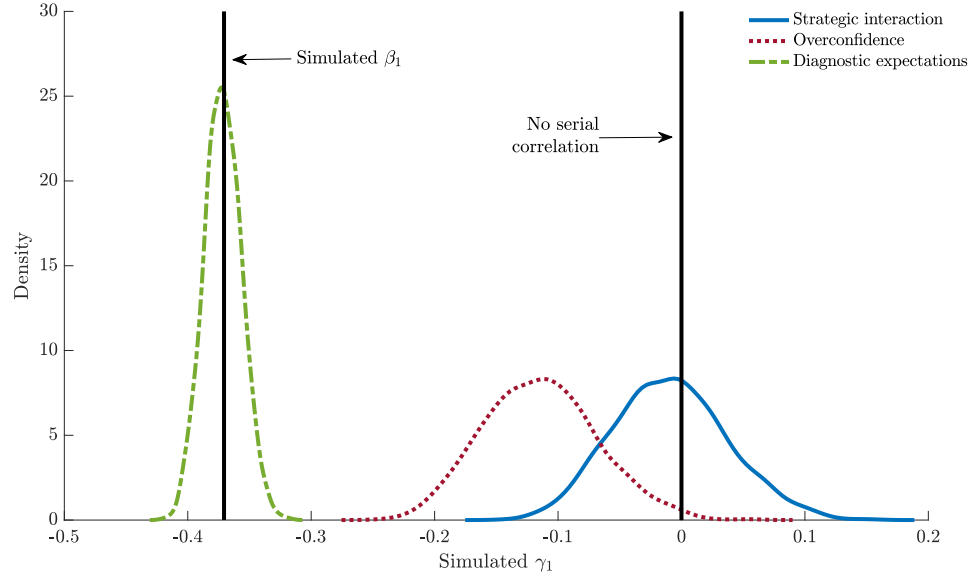 30
25
20
15
10
5
0
Density
Simulated β₁
No serial
correlation
Strategic interaction
Overconfidence
Diagnostic expectations
-0.5
-0.4
-0.3
-0.2
-0.1
0
0.1
0.2
Simulated γ₁